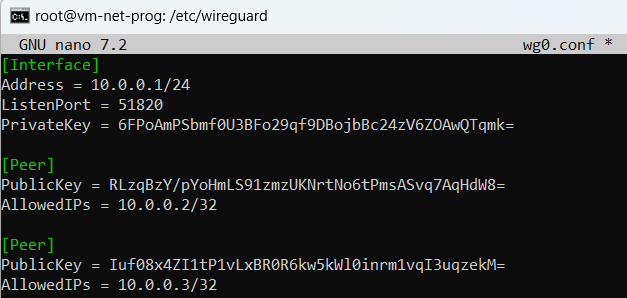 root@vm-net-prog: /etc/wireguard
GNU nano 7.2 wg0.conf *
[Interface]
Address = 10.0.0.1/24
ListenPort = 51820
PrivateKey = 6FPoAmPSbmf0U3BFo29qf9DBojbBc24zV6ZOAwQTqmk=
[Peer]
PublicKey = RLzqBzY/pYoHmLS91zmzUKNrtNo6tPmsASvq7AqHdW8=
AllowedIPs = 10.0.0.2/32
[Peer]
PublicKey = Iuf08x4ZI1tP1vLxBR0R6kw5kWl0inrm1vqI3uqzekM=
AllowedIPs = 10.0.0.3/32